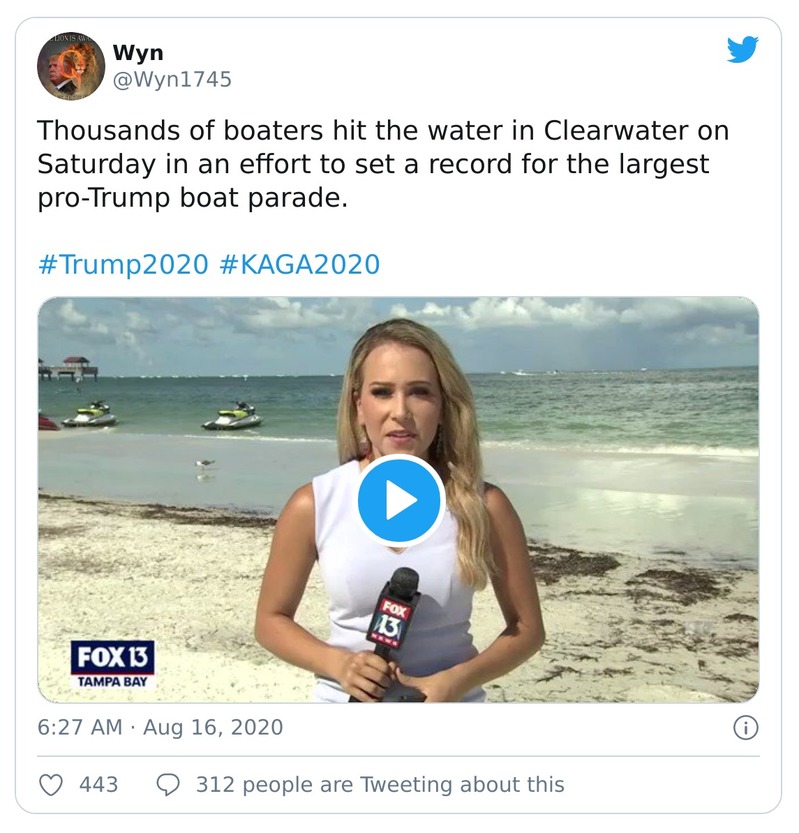 Wyn
@Wyn1745
Thousands of boaters hit the water in Clearwater on
Saturday in an effort to set a record for the largest
pro-Trump boat parade.
#Trump2020 #KAGA2020
FOX
13
NEWS
FOX 13
TAMPA BAY
6:27 AM · Aug 16, 2020
443
312 people are Tweeting about this